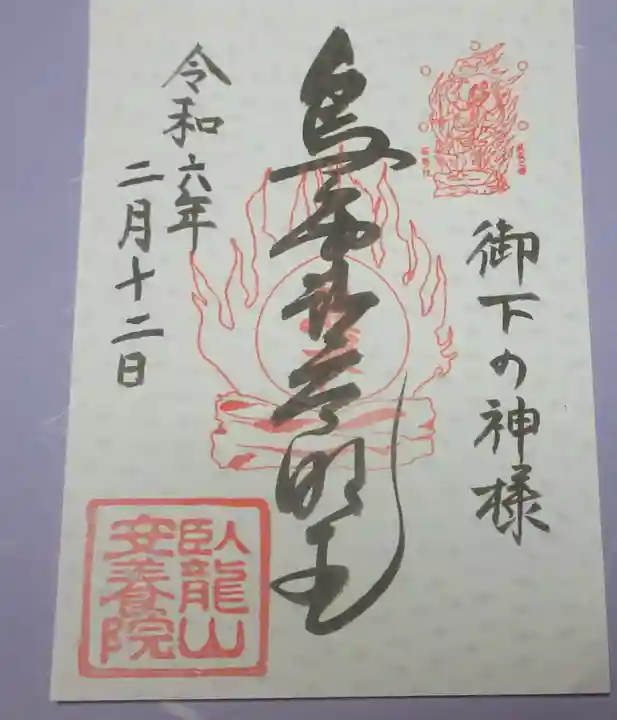 御下の神様
烏枢沙摩明王
令和六年
二月十二日
臥龍山
安養院